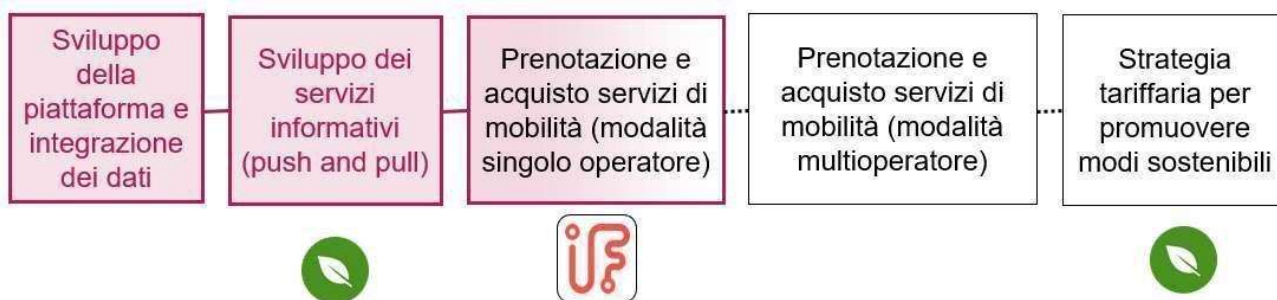 Sviluppo
della
piattaforma e
integrazione
dei dati
Sviluppo dei
servizi
informativi
(push and pull)
Prenotazione e
acquisto servizi di
mobilità (modalità
singolo operatore)
Prenotazione e
acquisto servizi di
mobilità (modalità
multioperatore)
Strategia
tariffaria per
promuovere
modi sostenibili
if